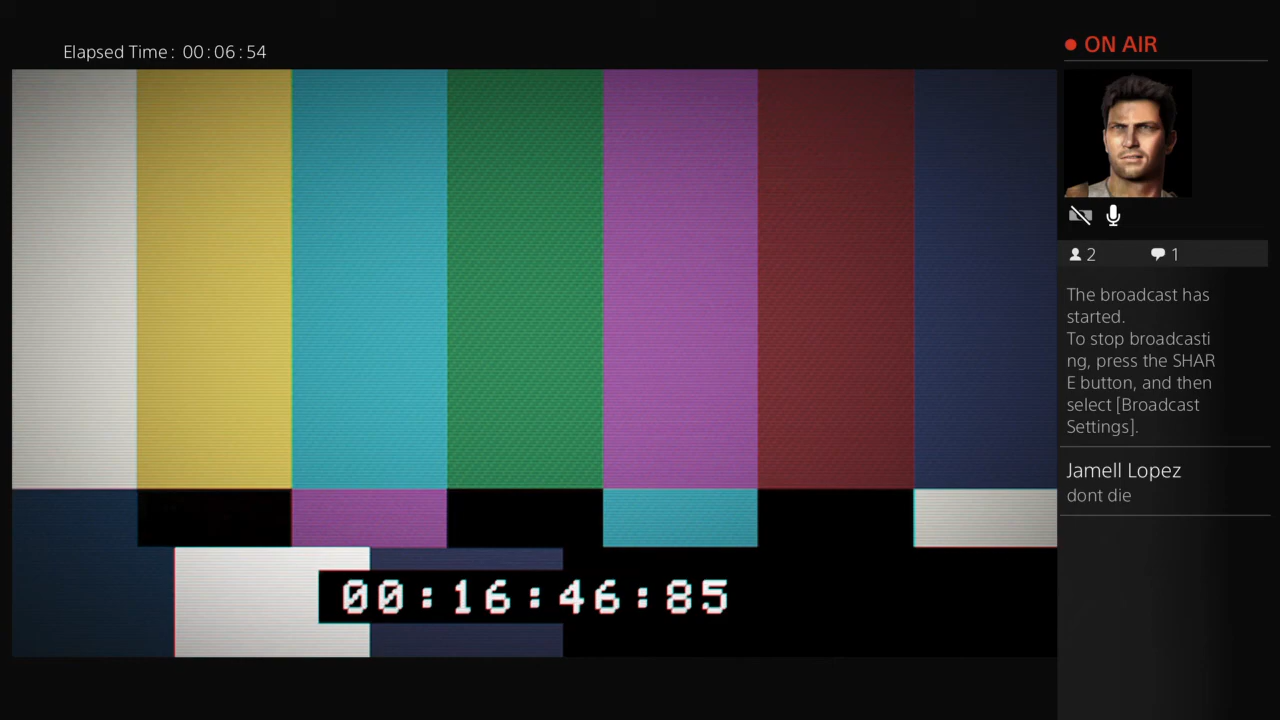 Elapsed Time: 00:06:54
ON AIR
2 1
The broadcast has
started.
To stop broadcasti
ng, press the SHAR
E button, and then
select [Broadcast
Settings].
Jamell Lopez
dont die
00:16:46:85